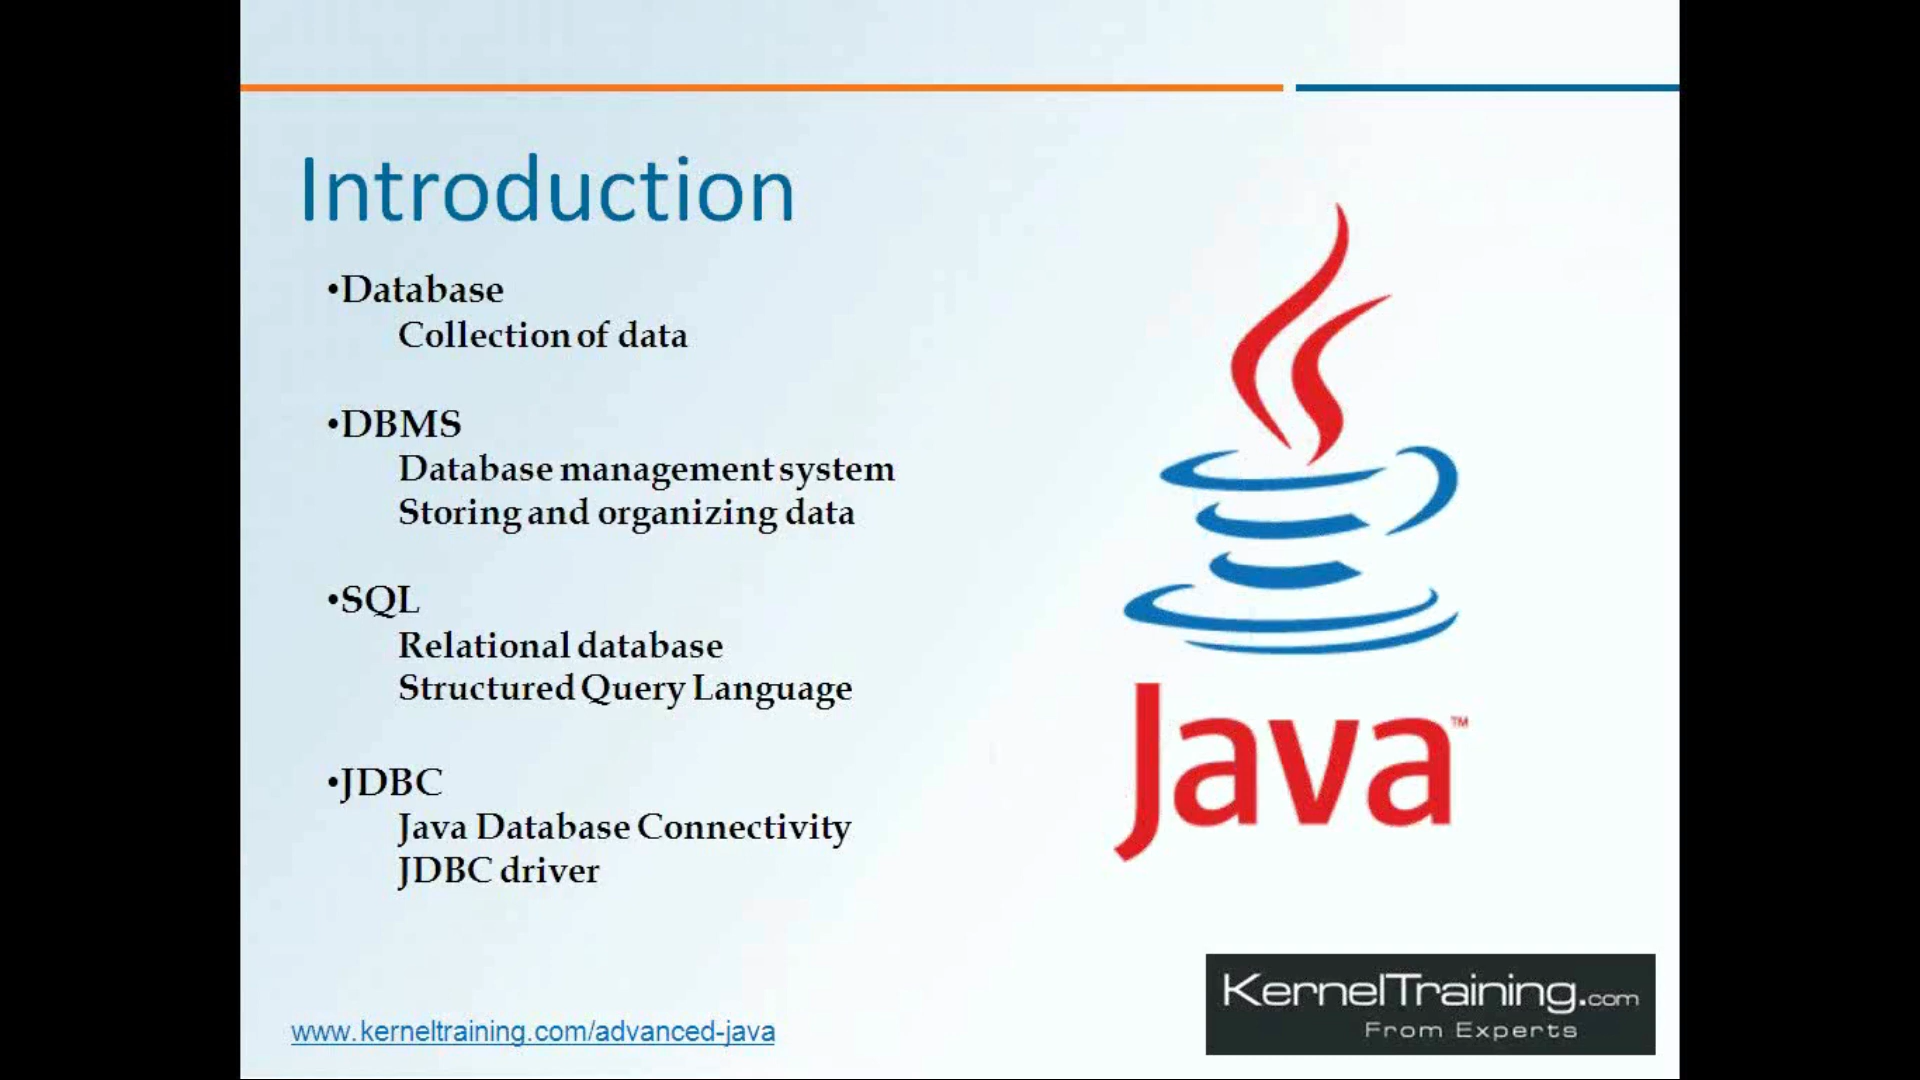 Introduction
•Database
Collection of data
•DBMS
Database management system
Storing and organizing data
•SQL
Relational database
Structured Query Language
•JDBC
Java Database Connectivity
JDBC driver
Java™
KernelTraining.com
From Experts
www.kerneltraining.com/advanced-java